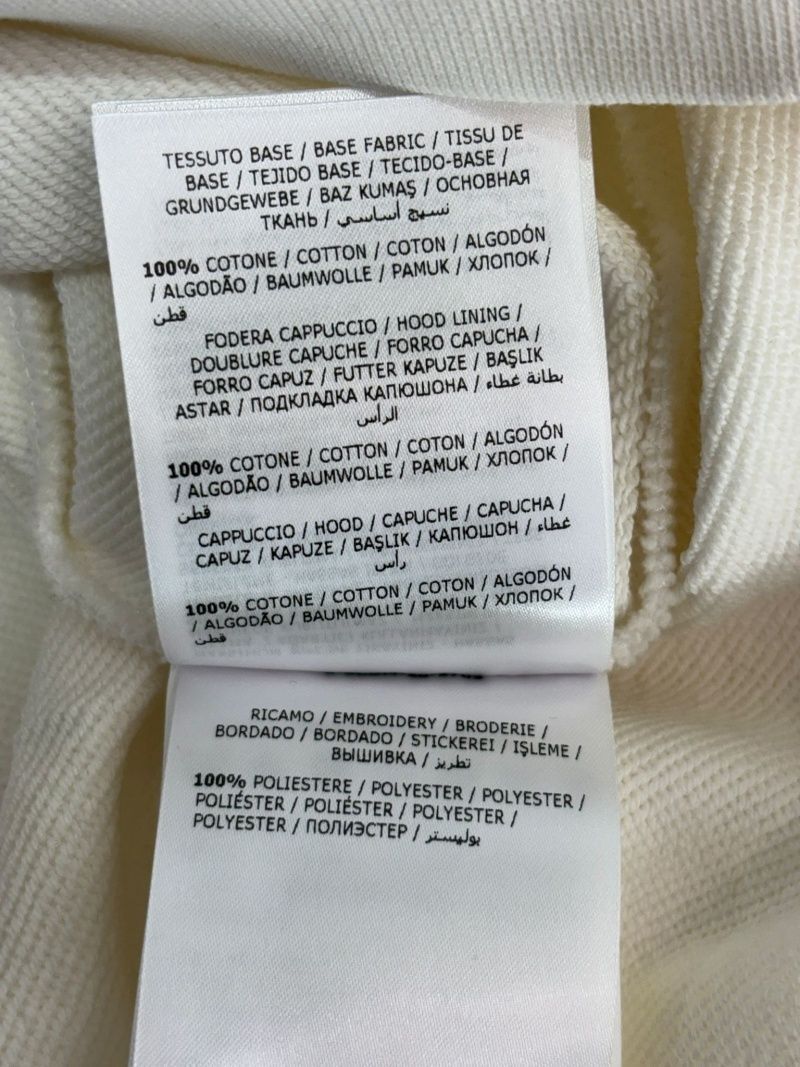 TESSUTO BASE / BASE FABRIC / TISSU DE
BASE / TEJIDO BASE / TECIDO-BASE /
GRUNDGEWEBE / BAZ KUMAŞ / ОСНОВНАЯ
ТКАНЬ / نسيج أساسي
100% COTONE / COTTON / COTON / ALGODÓN
/ ALGODÃO / BAUMWOLLE / PAMUK / ХЛОПОК /
قطن
FODERA CAPPUCCIO / HOOD LINING /
DOUBLURE CAPUCHE / FORRO CAPUCHA /
FORRO CAPUZ / FUTTER KAPUZE / BAŞLIK
ASTAR / ПОДКЛАДКА КАПЮШОНА / بطانة غطاء
الرأس
100% COTONE / COTTON / COTON / ALGODÓN
/ ALGODÃO / BAUMWOLLE / PAMUK / ХЛОПОК /
قطن
CAPPUCCIO / HOOD / CAPUCHE / CAPUCHA /
CAPUZ / KAPUZE / BAŞLIK / КАПЮШОН / غطاء
رأس
100% COTONE / COTTON / COTON / ALGODÓN
/ ALGODÃO / BAUMWOLLE / PAMUK / ХЛОПОК /
قطن
RICAMO / EMBROIDERY / BRODERIE /
BORDADO / BORDADO / STICKEREI / IŞLEME /
ВЫШИВКА / تطريز
100% POLIESTERE / POLYESTER / POLYESTER /
POLIÉSTER / POLIÉSTER / POLYESTER /
POLYESTER / ПОЛИЭСТЕР / بوليستر